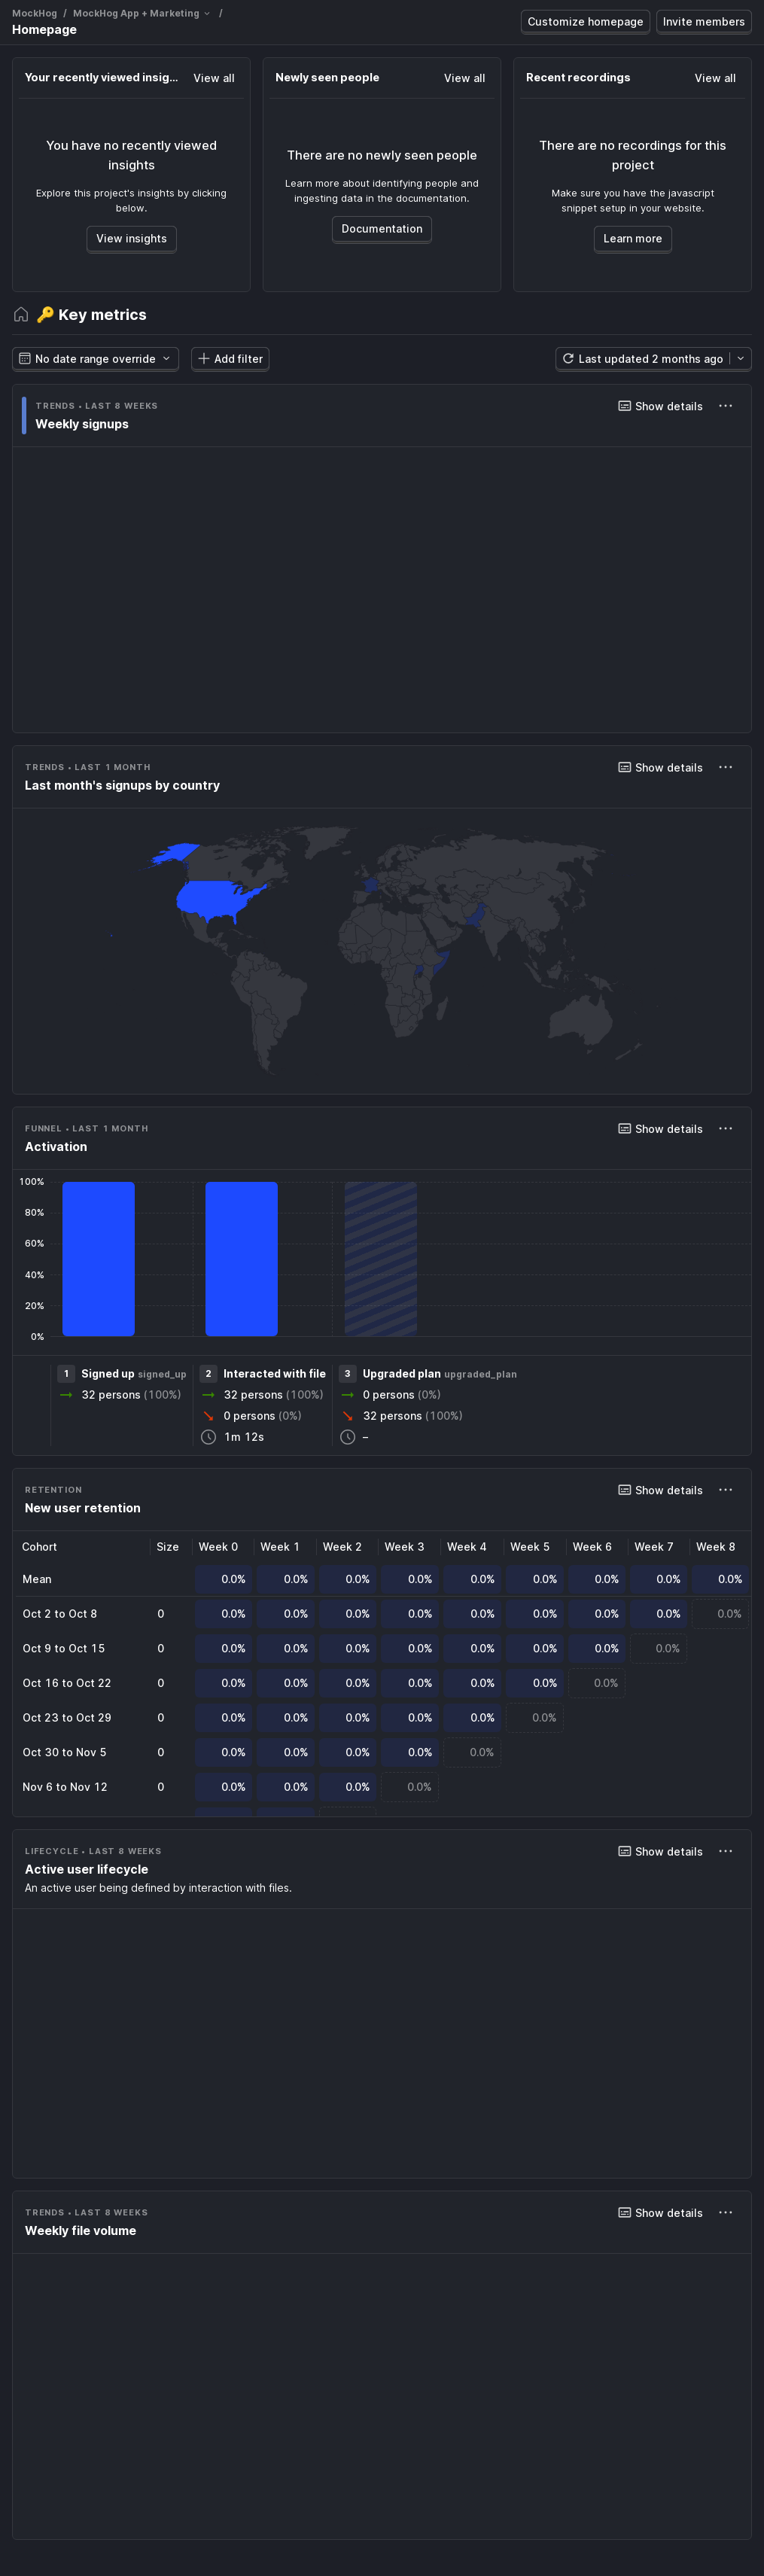 MockHog / MockHog App + Marketing /
Homepage
Customize homepage
Invite members
Your recently viewed insig...
View all
You have no recently viewed
insights
Explore this project's insights by clicking
below.
View insights
Newly seen people
View all
There are no newly seen people
Learn more about identifying people and
ingesting data in the documentation.
Documentation
Recent recordings
View all
There are no recordings for this
project
Make sure you have the javascript
snippet setup in your website.
Learn more
🔑 Key metrics
No date range override
Add filter
Last updated 2 months ago
TRENDS • LAST 8 WEEKS
Show details
Weekly signups
TRENDS • LAST 1 MONTH
Show details
Last month's signups by country
FUNNEL • LAST 1 MONTH
Show details
Activation
100%
80%
60%
40%
20%
0%
1 Signed up signed_up
32 persons (100%)
2 Interacted with file
32 persons (100%)
0 persons (0%)
1m 12s
3 Upgraded plan upgraded_plan
0 persons (0%)
32 persons (100%)
–
RETENTION
Show details
New user retention
Cohort Size Week 0 Week 1 Week 2 Week 3 Week 4 Week 5 Week 6 Week 7 Week 8
Mean 0.0% 0.0% 0.0% 0.0% 0.0% 0.0% 0.0% 0.0% 0.0%
Oct 2 to Oct 8 0 0.0% 0.0% 0.0% 0.0% 0.0% 0.0% 0.0% 0.0% 0.0%
Oct 9 to Oct 15 0 0.0% 0.0% 0.0% 0.0% 0.0% 0.0% 0.0% 0.0%
Oct 16 to Oct 22 0 0.0% 0.0% 0.0% 0.0% 0.0% 0.0% 0.0%
Oct 23 to Oct 29 0 0.0% 0.0% 0.0% 0.0% 0.0% 0.0%
Oct 30 to Nov 5 0 0.0% 0.0% 0.0% 0.0% 0.0%
Nov 6 to Nov 12 0 0.0% 0.0% 0.0% 0.0%
LIFECYCLE • LAST 8 WEEKS
Show details
Active user lifecycle
An active user being defined by interaction with files.
TRENDS • LAST 8 WEEKS
Show details
Weekly file volume